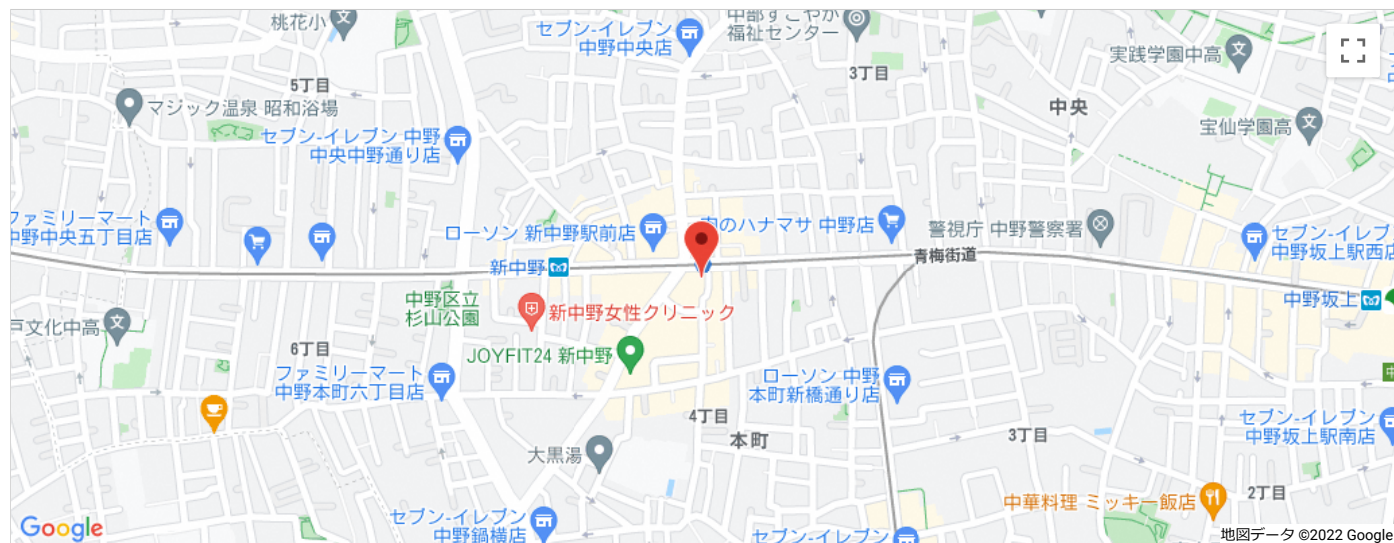 桃花小
セブン-イレブン
中野中央店
中部すこやか
福祉センター
3丁目
実践学園中高
5丁目
マジック温泉 昭和浴場
中央
宝仙学園高
セブン-イレブン 中野
中央中野通り店
ファミリーマート
中野中央五丁目店
ローソン 新中野駅前店
肉のハナマサ 中野店
警視庁 中野警察署
セブン-イレブ
中野坂上駅西店
青梅街道
新中野
中野坂上
中野区立
杉山公園
新中野女性クリニック
戸文化中高
6丁目
JOYFIT24 新中野
ファミリーマート
中野本町六丁目店
ローソン 中野
本町新橋通り店
中
4丁目
本町
3丁目
セブン-イレブン
中野坂上駅南店
大黒湯
中華料理 ミッキー飯店
2丁目
セブン-イレブン
中野鍋横店
セブン-イレブン
Google
地図データ ©2022 Google